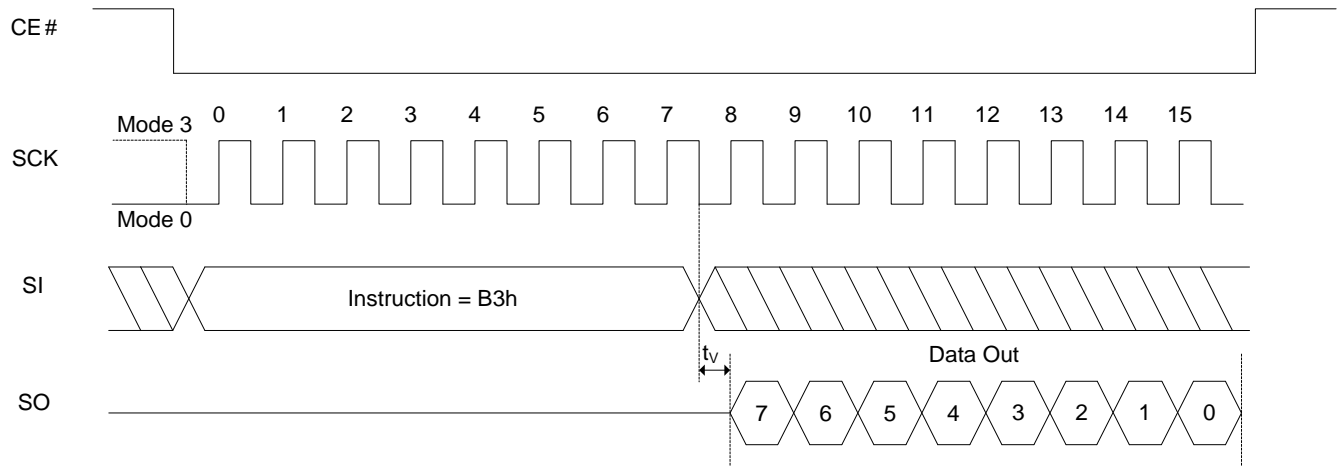 CE#
0 1 2 3 4 5 6 7 8 9 10 11 12 13 14 15
Mode 3
SCK
Mode 0
SI
Instruction = B3h
tV
Data Out
SO
7 6 5 4 3 2 1 0